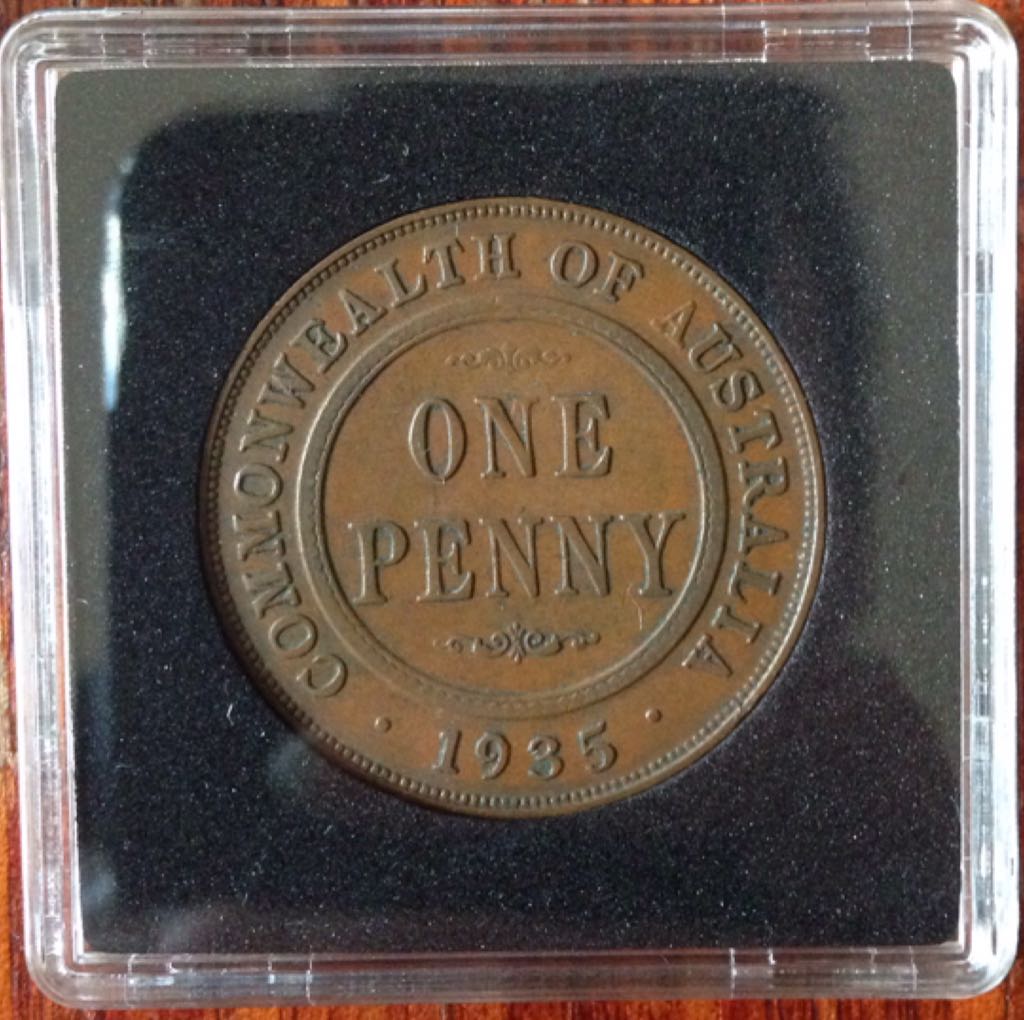 COMMONWEALTH OF AUSTRALIA
ONE
PENNY
· 1935 ·